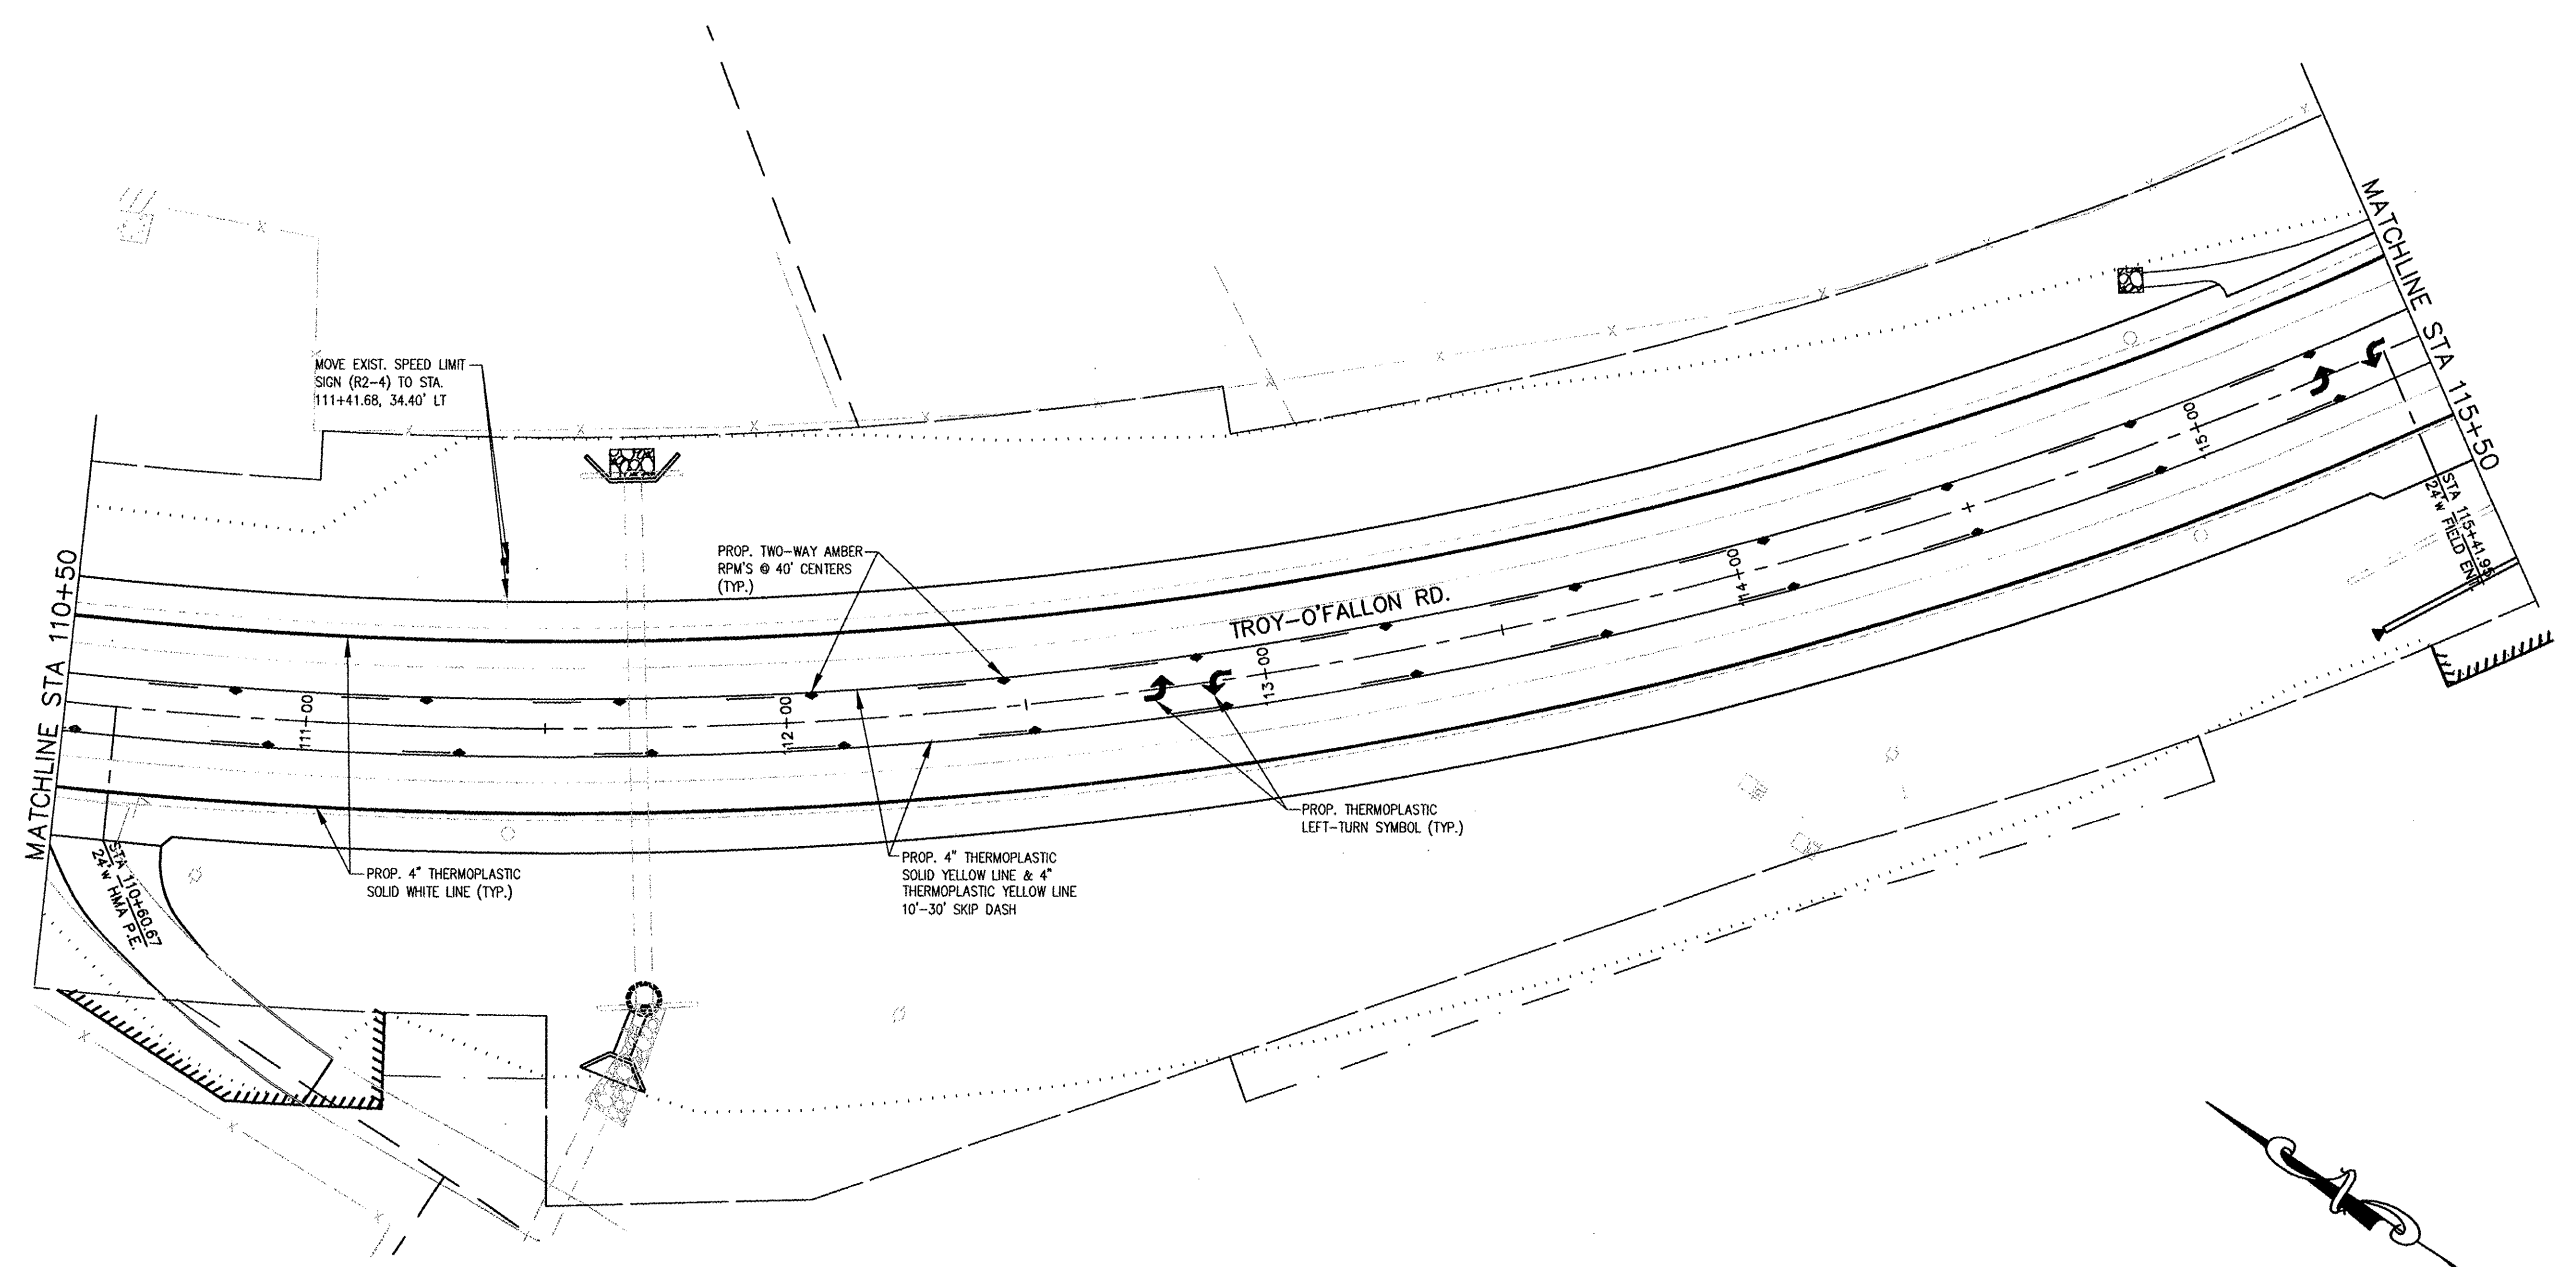 MOVE EXIST. SPEED LIMIT
SIGN (R2-4) TO STA.
111+41.68, 34.40' LT
MATCHLINE STA 110+50
MATCHLINE STA 115+50
PROP. TWO-WAY AMBER
RPM'S @ 40' CENTERS
(TYP.)
TROY-O'FALLON RD.
111+00
112+00
113+00
114+00
115+00
STA 115+41.95
24'w FIELD ENT.
PROP. THERMOPLASTIC
LEFT-TURN SYMBOL (TYP.)
PROP. 4" THERMOPLASTIC
SOLID YELLOW LINE & 4"
THERMOPLASTIC YELLOW LINE
10'-30' SKIP DASH
PROP. 4" THERMOPLASTIC
SOLID WHITE LINE (TYP.)
STA 110+60.67
24'w HMA P.E.